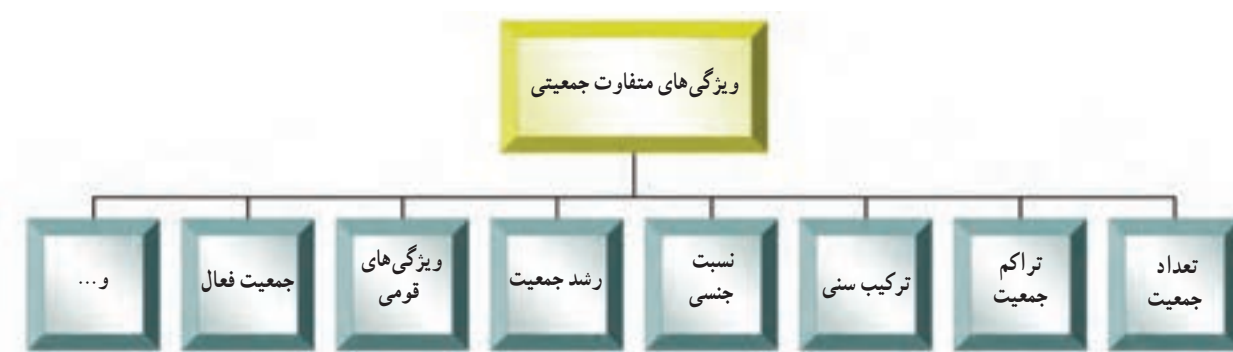 ویژگی‌های متفاوت جمعیتی
تعداد
جمعیت
تراکم
جمعیت
ترکیب سنی
نسبت
جنسی
رشد جمعیت
ویژگی‌های
قومی
جمعیت فعال
و...